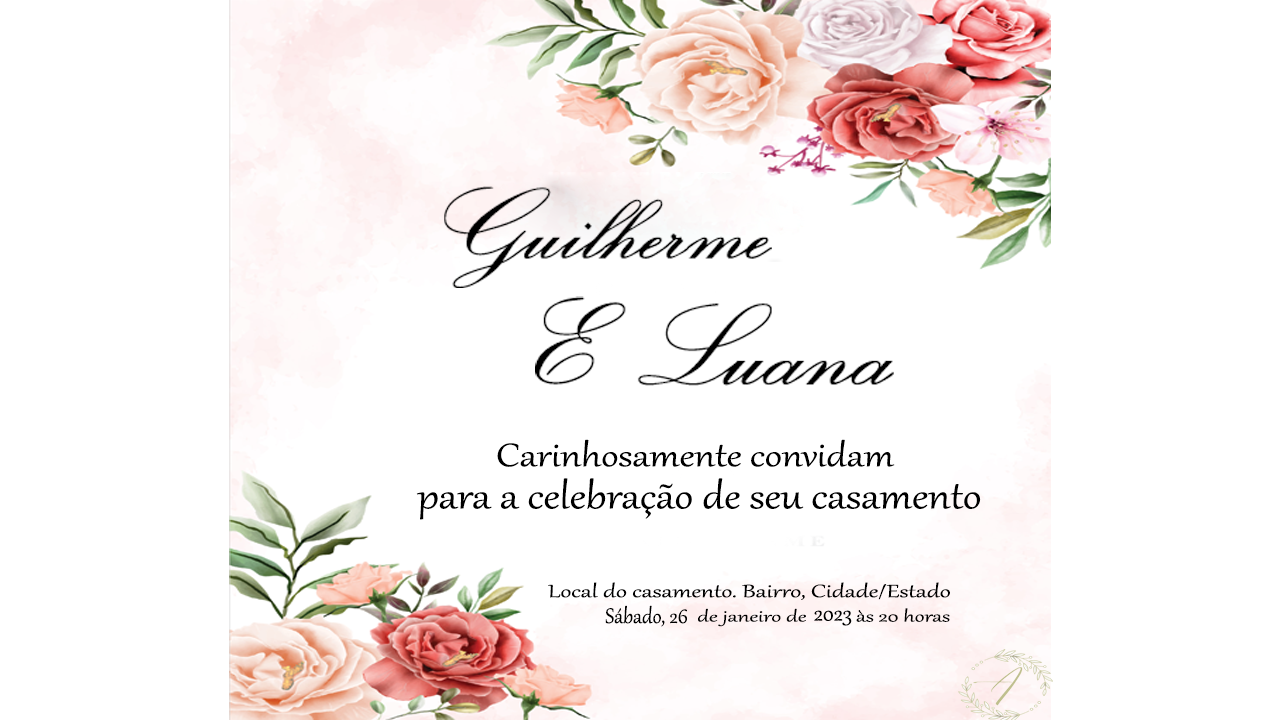 Guilherme
E Luana
Carinhosamente convidam
para a celebração de seu casamento
Local do casamento. Bairro, Cidade/Estado
Sábado, 26 de janeiro de 2023 às 20 horas